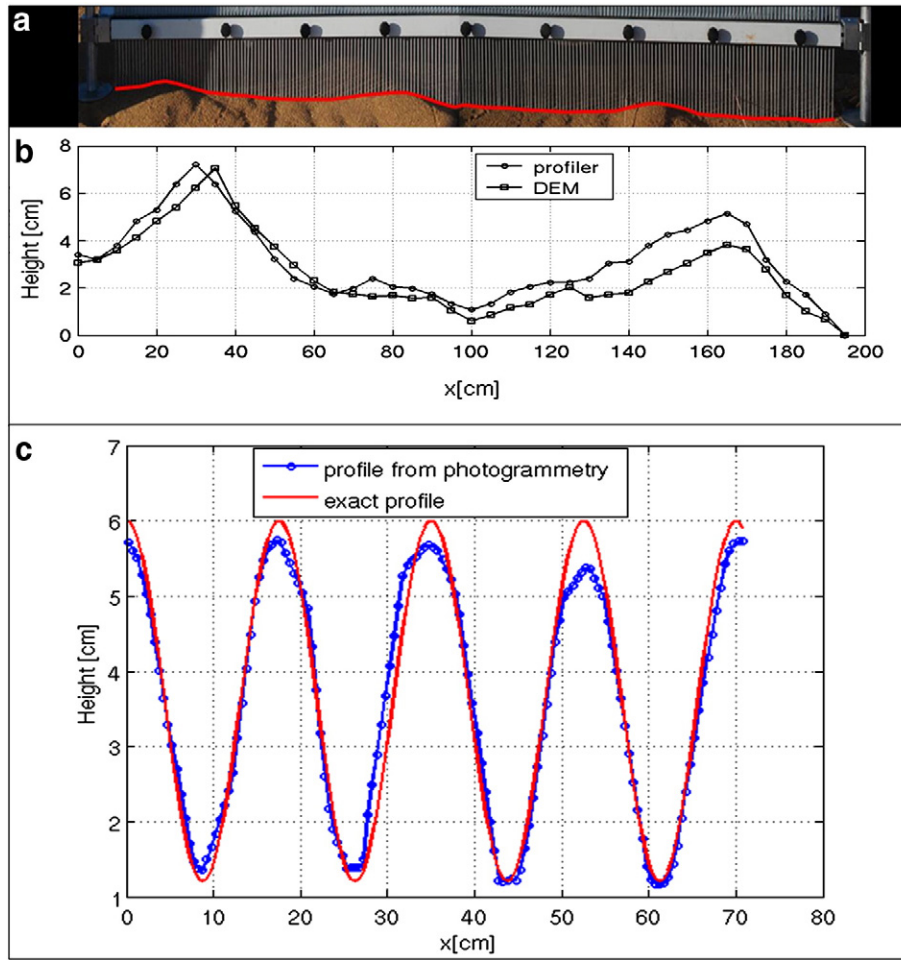 a
b
8
6
4
2
0
Height [cm]
profiler
DEM
0 20 40 60 80 100 120 140 160 180 200
x[cm]
c
7
6
5
4
3
2
1
Height [cm]
profile from photogrammetry
exact profile
0 10 20 30 40 50 60 70 80
x[cm]